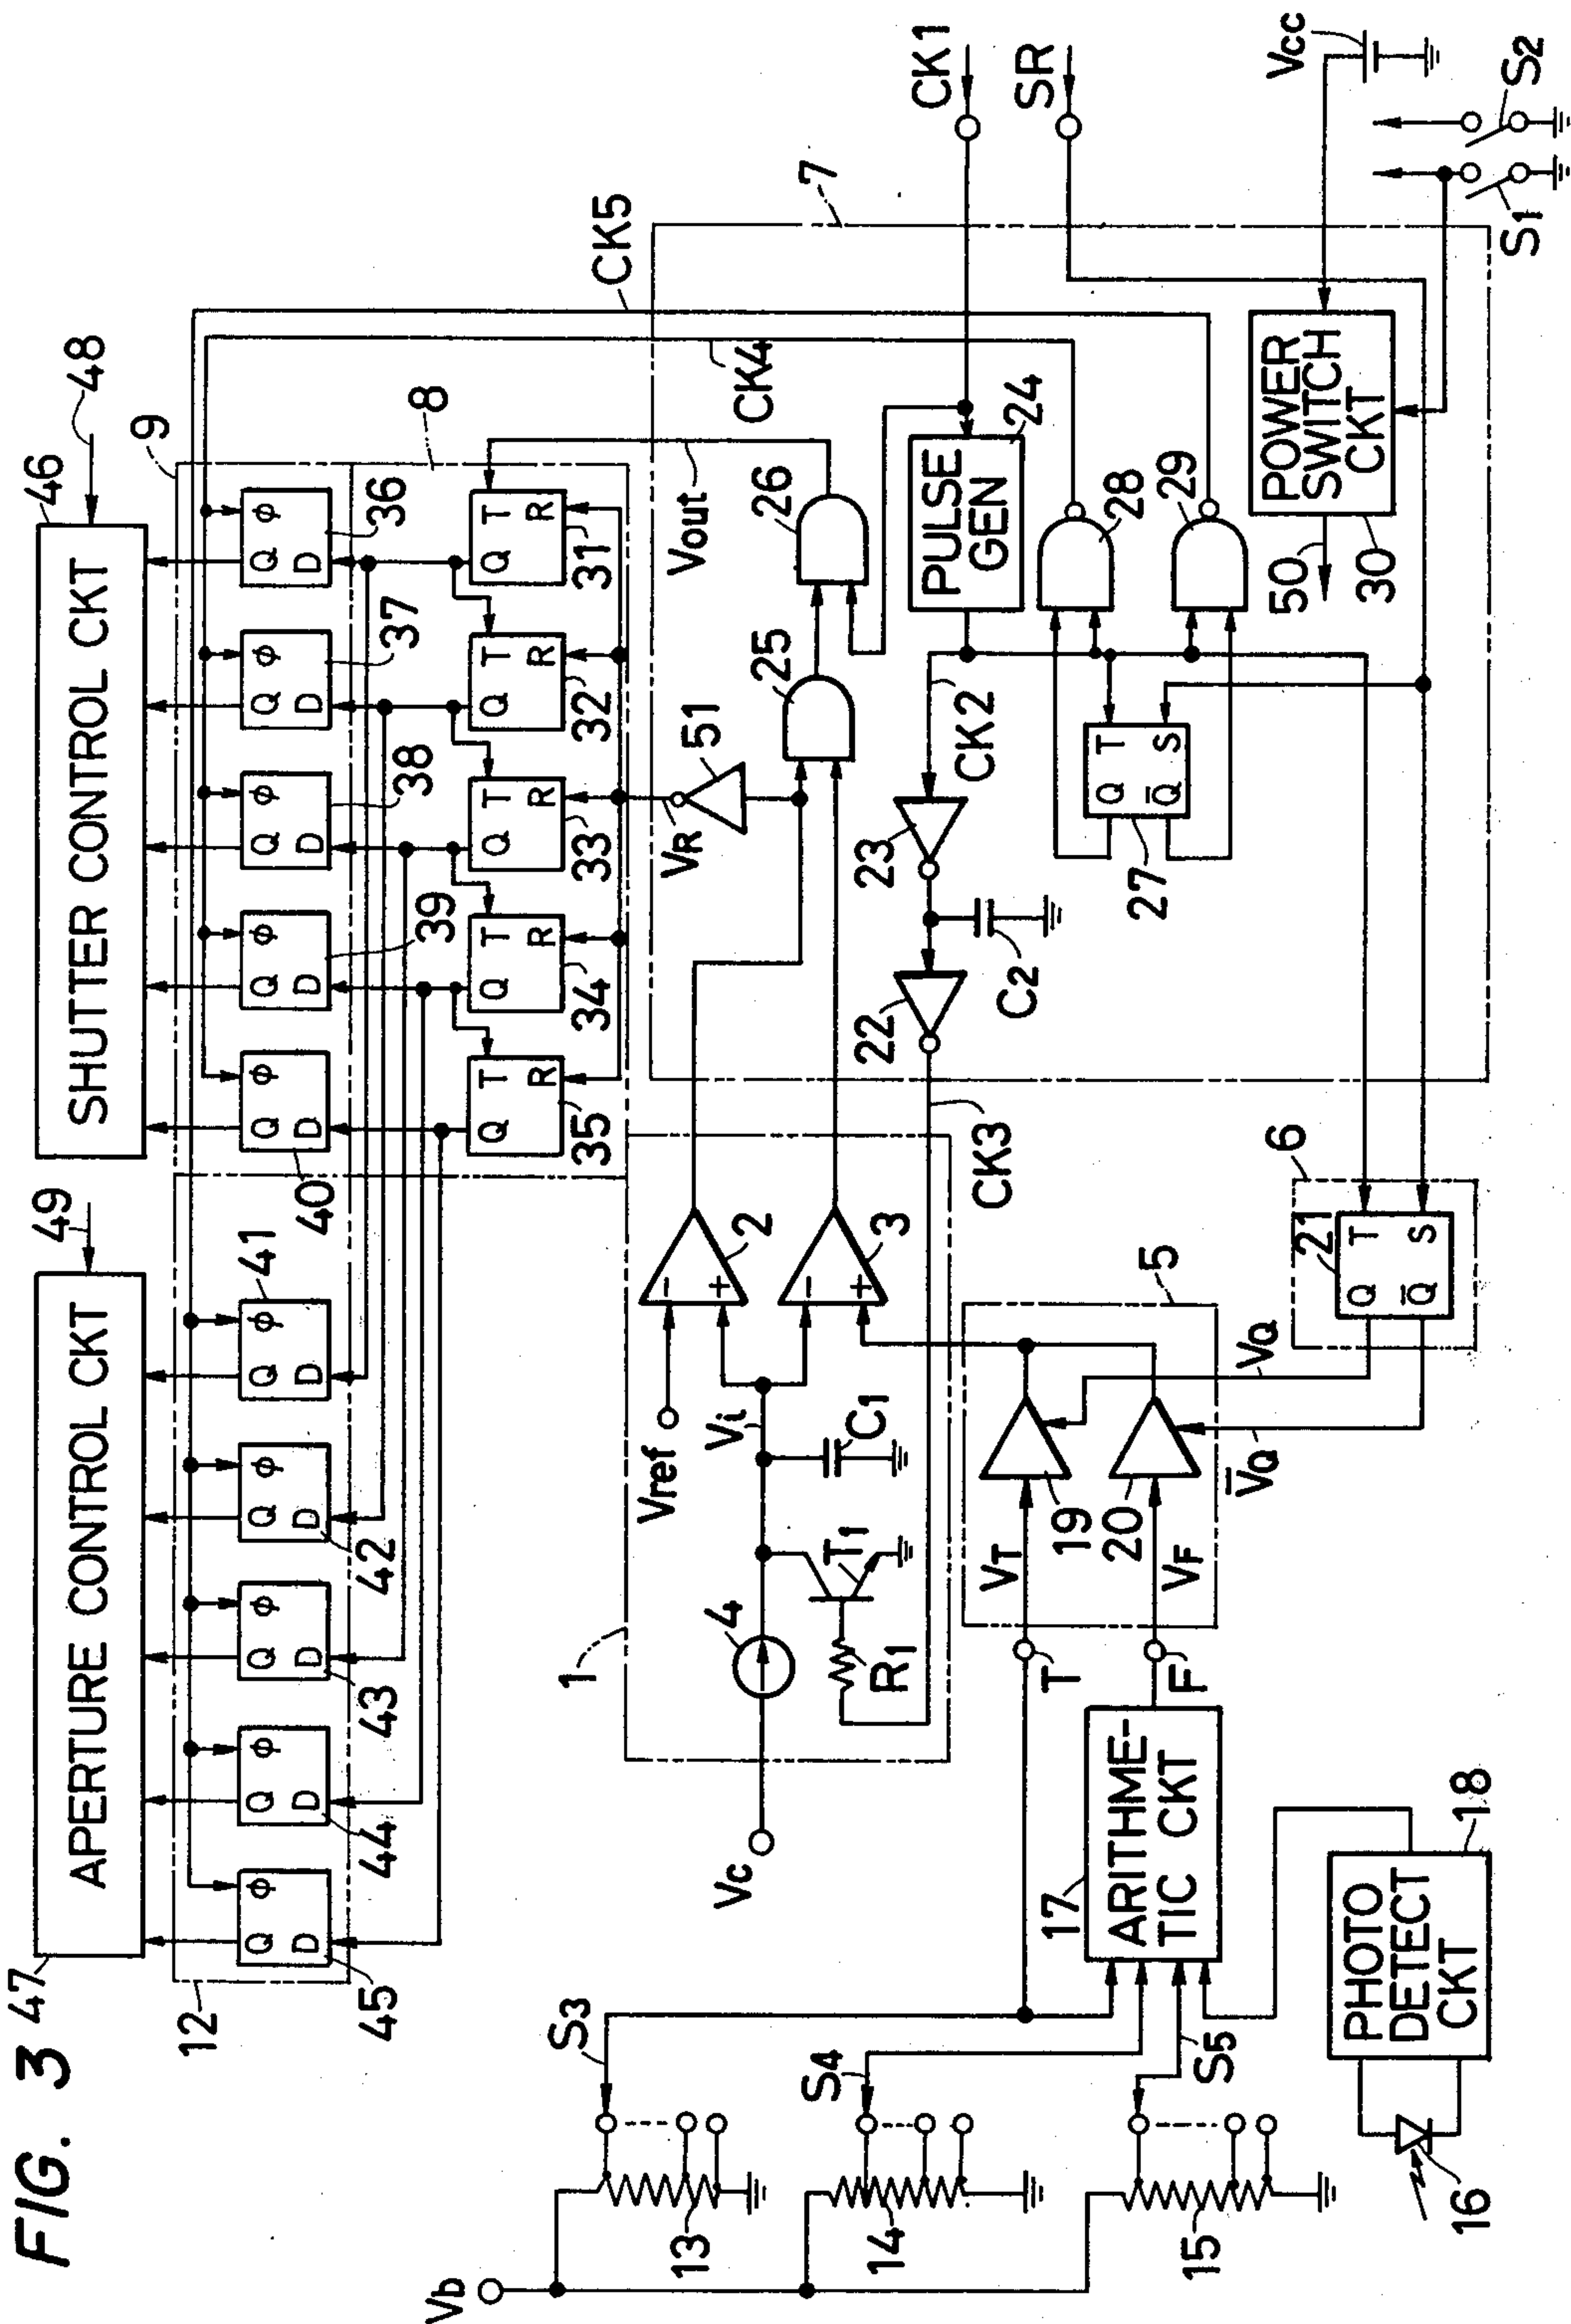 FIG. 3
47
APERTURE CONTROL CKT
49
46
SHUTTER CONTROL CKT
48
12
9
Q D Φ
45
Q D Φ
44
Q D Φ
43
Q D Φ
42
Q D Φ
41
Q D Φ
40
Q D Φ
39
Q D Φ
38
Q D Φ
37
Q D Φ
36
8
Q T R
35
Q T R
34
Q T R
33
Q T R
32
Q T R
31
CK5
CK4
Vout
VR
51
7
Vb
13
14
15
S3
S4
S5
1
Vc
4
R1
T1
C1
Vi
Vref
2
- +
3
- +
CK3
22
C2
23
CK2
25
26
PULSE
GEN
24
CK1
SR
Q T
Q̄ S
27
28
29
POWER
SWITCH
CKT
30
50
Vcc
S1
S2
17
ARITHME-
TIC CKT
T
F
VT
VF
19
20
5
VQ
V̄Q
6
21
Q T
Q̄ S
16
PHOTO
DETECT
CKT
18